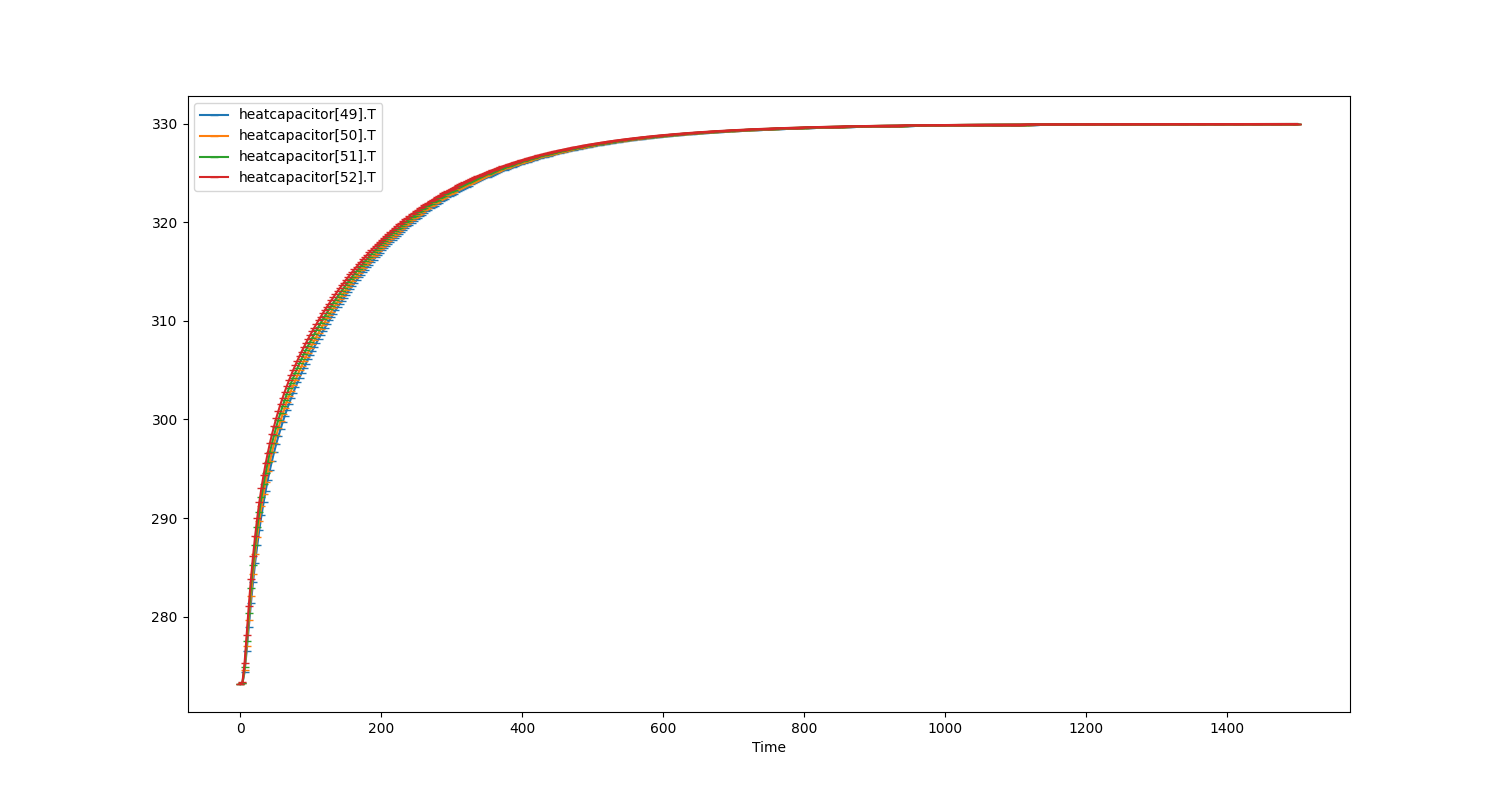 heatcapacitor[49].T
heatcapacitor[50].T
heatcapacitor[51].T
heatcapacitor[52].T
330
320
310
300
290
280
0 200 400 600 800 1000 1200 1400
Time